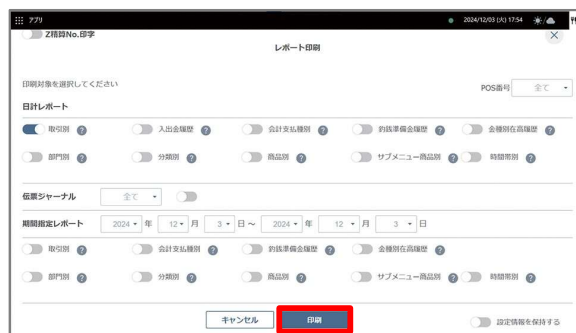 アプリ 2024/12/03 (火) 17:54
Z精算No.印字
レポート印刷
印刷対象を選択してください POS番号 全て
日計レポート
取引別 入出金履歴 会計支払種別 釣銭準備金履歴 金種別在高履歴
部門別 分類別 商品別 サブメニュー商品別 時間帯別
伝票ジャーナル 全て
期間指定レポート 2024 年 12 月 3 日 ～ 2024 年 12 月 3 日
取引別 会計支払種別 釣銭準備金履歴 金種別在高履歴
部門別 分類別 商品別 サブメニュー商品別 時間帯別
キャンセル 印刷 設定情報を保持する